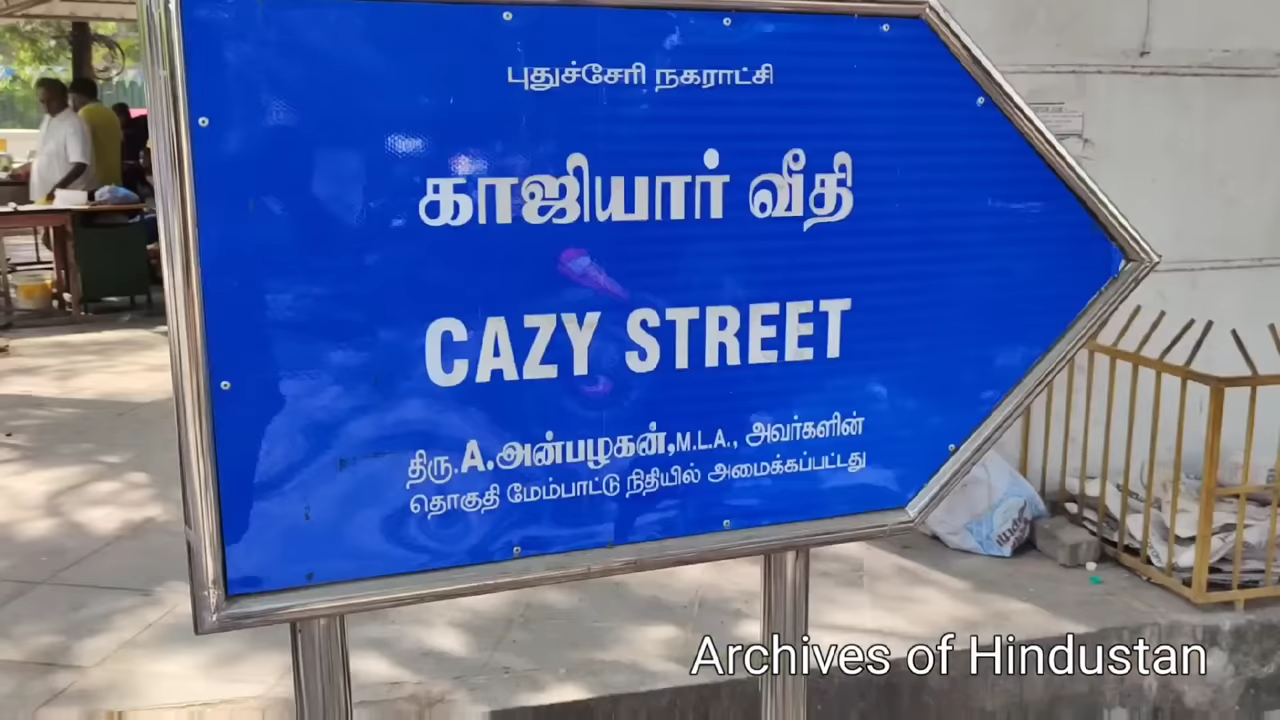 புதுச்சேரி நகராட்சி
காஜியார் வீதி
CAZY STREET
திரு.A.அன்பழகன்,M.L.A., அவர்களின்
தொகுதி மேம்பாட்டு நிதியில் அமைக்கப்பட்டது
Archives of Hindustan